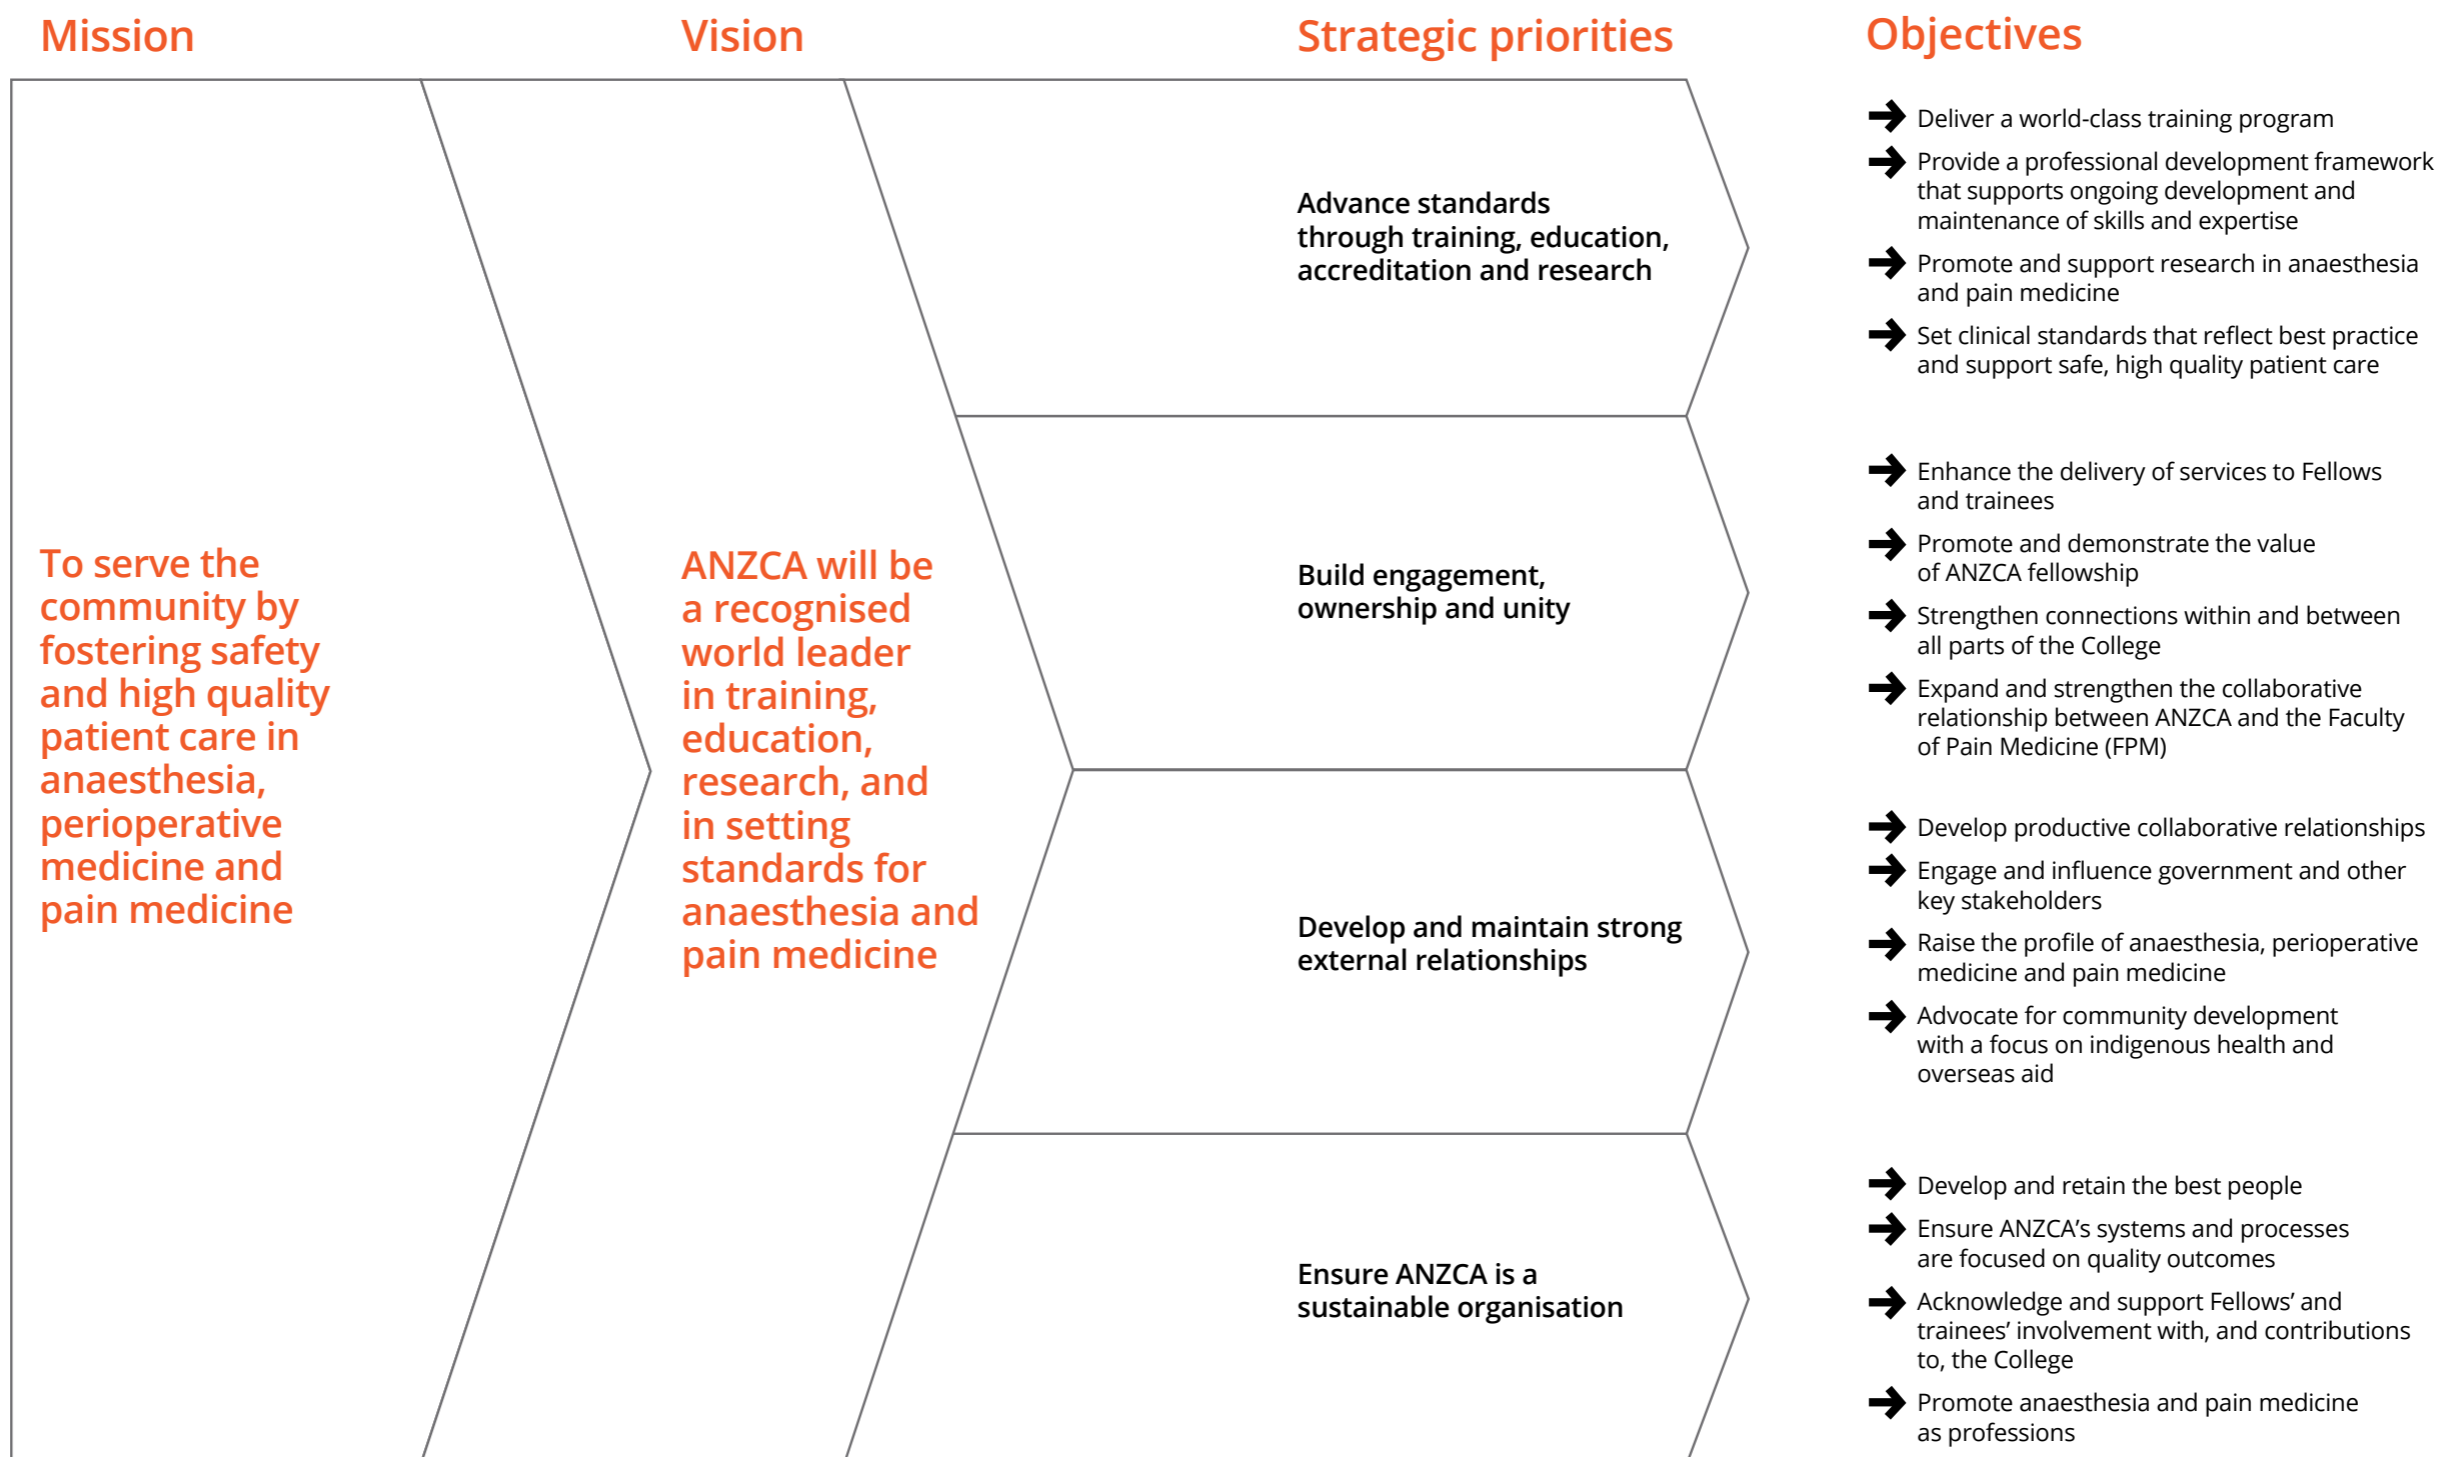 Mission
To serve the
community by
fostering safety
and high quality
patient care in
anaesthesia,
perioperative
medicine and
pain medicine
Vision
ANZCA will be
a recognised
world leader
in training,
education,
research, and
in setting
standards for
anaesthesia and
pain medicine
Strategic priorities
Objectives
Advance standards
through training, education,
accreditation and research
Deliver a world-class training program
Provide a professional development framework
that supports ongoing development and
maintenance of skills and expertise
Promote and support research in anaesthesia
and pain medicine
Set clinical standards that reflect best practice
and support safe, high quality patient care
Build engagement,
ownership and unity
Enhance the delivery of services to Fellows
and trainees
Promote and demonstrate the value
of ANZCA fellowship
Strengthen connections within and between
all parts of the College
Expand and strengthen the collaborative
relationship between ANZCA and the Faculty
of Pain Medicine (FPM)
Develop and maintain strong
external relationships
Develop productive collaborative relationships
Engage and influence government and other
key stakeholders
Raise the profile of anaesthesia, perioperative
medicine and pain medicine
Advocate for community development
with a focus on indigenous health and
overseas aid
Ensure ANZCA is a
sustainable organisation
Develop and retain the best people
Ensure ANZCA’s systems and processes
are focused on quality outcomes
Acknowledge and support Fellows’ and
trainees’ involvement with, and contributions
to, the College
Promote anaesthesia and pain medicine
as professions